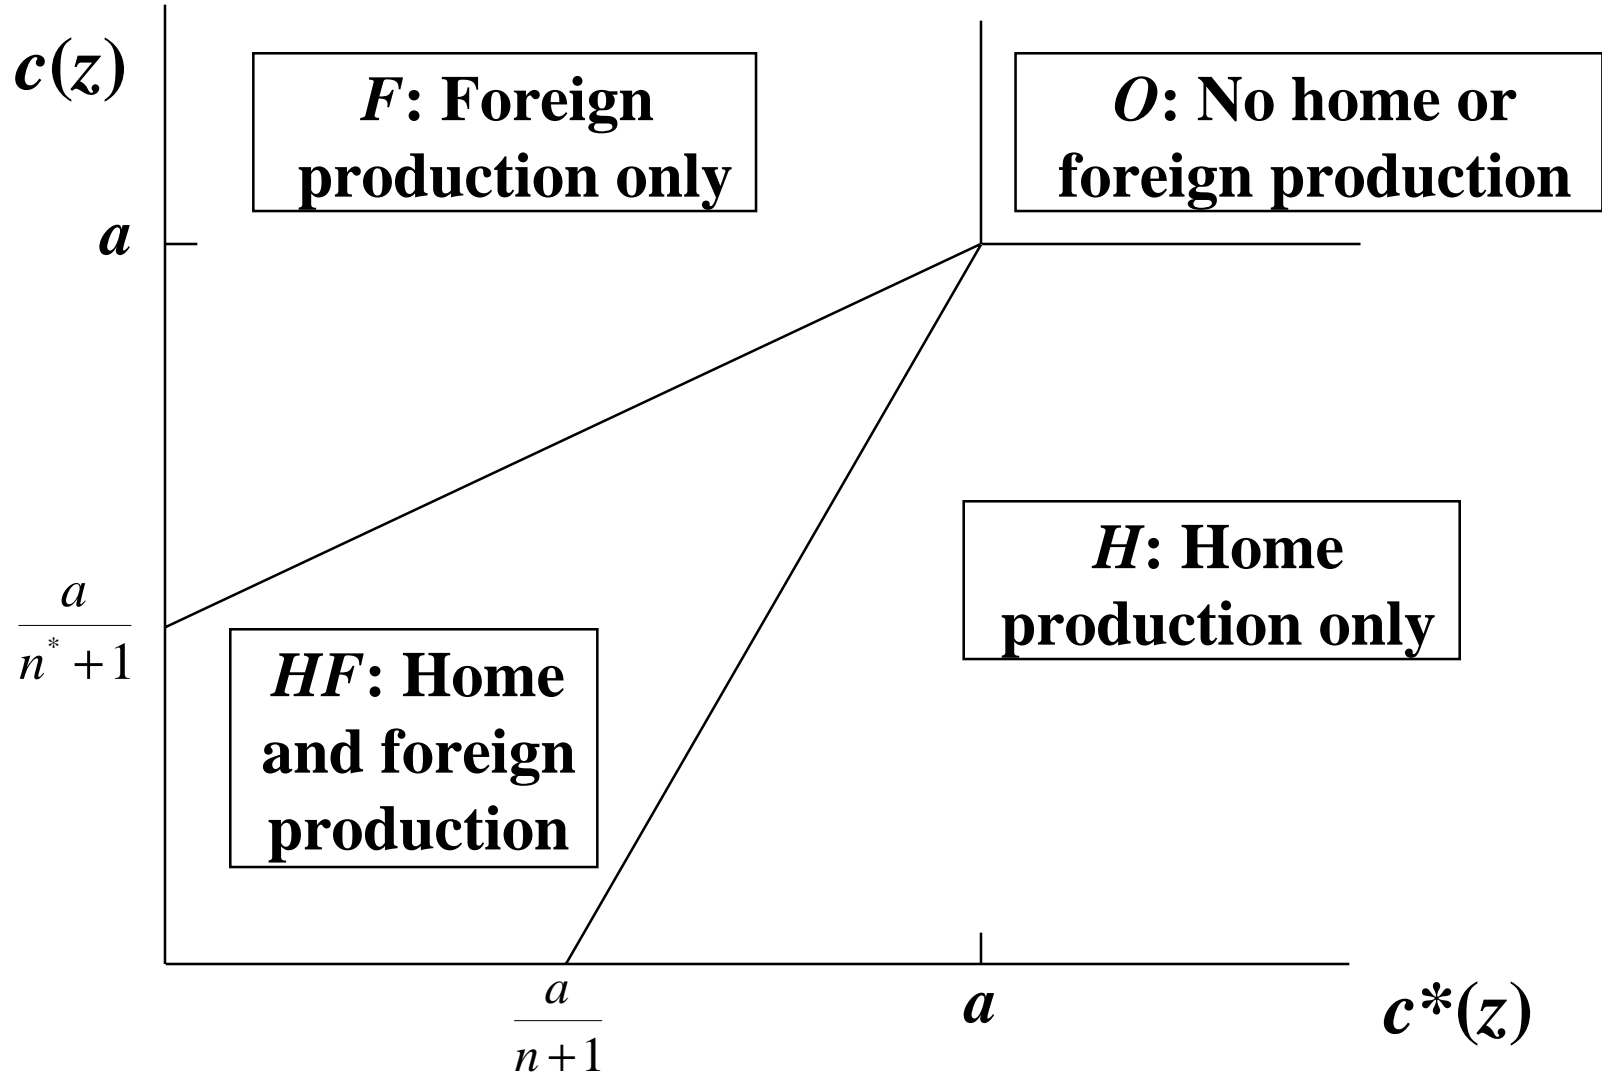 c(z)
F: Foreign
production only
O: No home or
foreign production
a
H: Home
production only
a
n* + 1
HF: Home
and foreign
production
a
n + 1
a
c*(z)